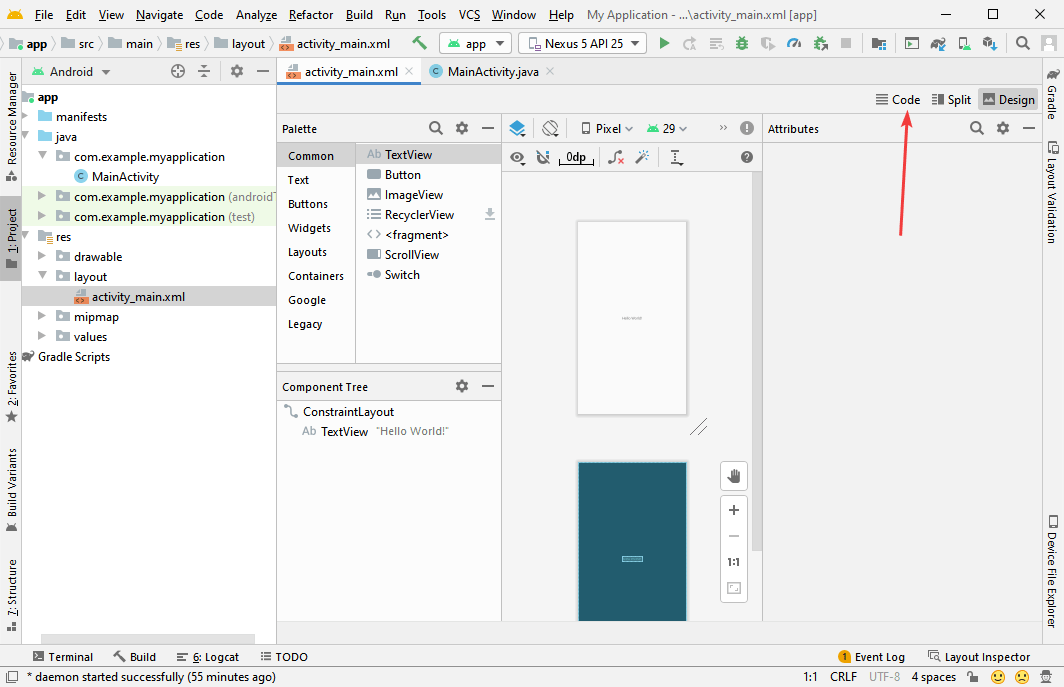 File Edit View Navigate Code Analyze Refactor Build Run Tools VCS Window Help My Application - ...\activity_main.xml [app]
app src main res layout activity_main.xml app Nexus 5 API 25
Android activity_main.xml MainActivity.java
Code Split Design
Resource Manager
1: Project
2: Favorites
Build Variants
7: Structure
app
manifests
java
com.example.myapplication
MainActivity
com.example.myapplication (androidT
com.example.myapplication (test)
res
drawable
layout
activity_main.xml
mipmap
values
Gradle Scripts
Palette
Common
Text
Buttons
Widgets
Layouts
Containers
Google
Legacy
Ab TextView
Button
ImageView
RecyclerView
<fragment>
ScrollView
Switch
Component Tree
ConstraintLayout
Ab TextView "Hello World!"
Pixel 29 »
0dp
Hello World!
1:1
Attributes
Gradle
Layout Validation
Device File Explorer
Terminal Build 6: Logcat TODO 1 Event Log Layout Inspector
* daemon started successfully (55 minutes ago) 1:1 CRLF UTF-8 4 spaces